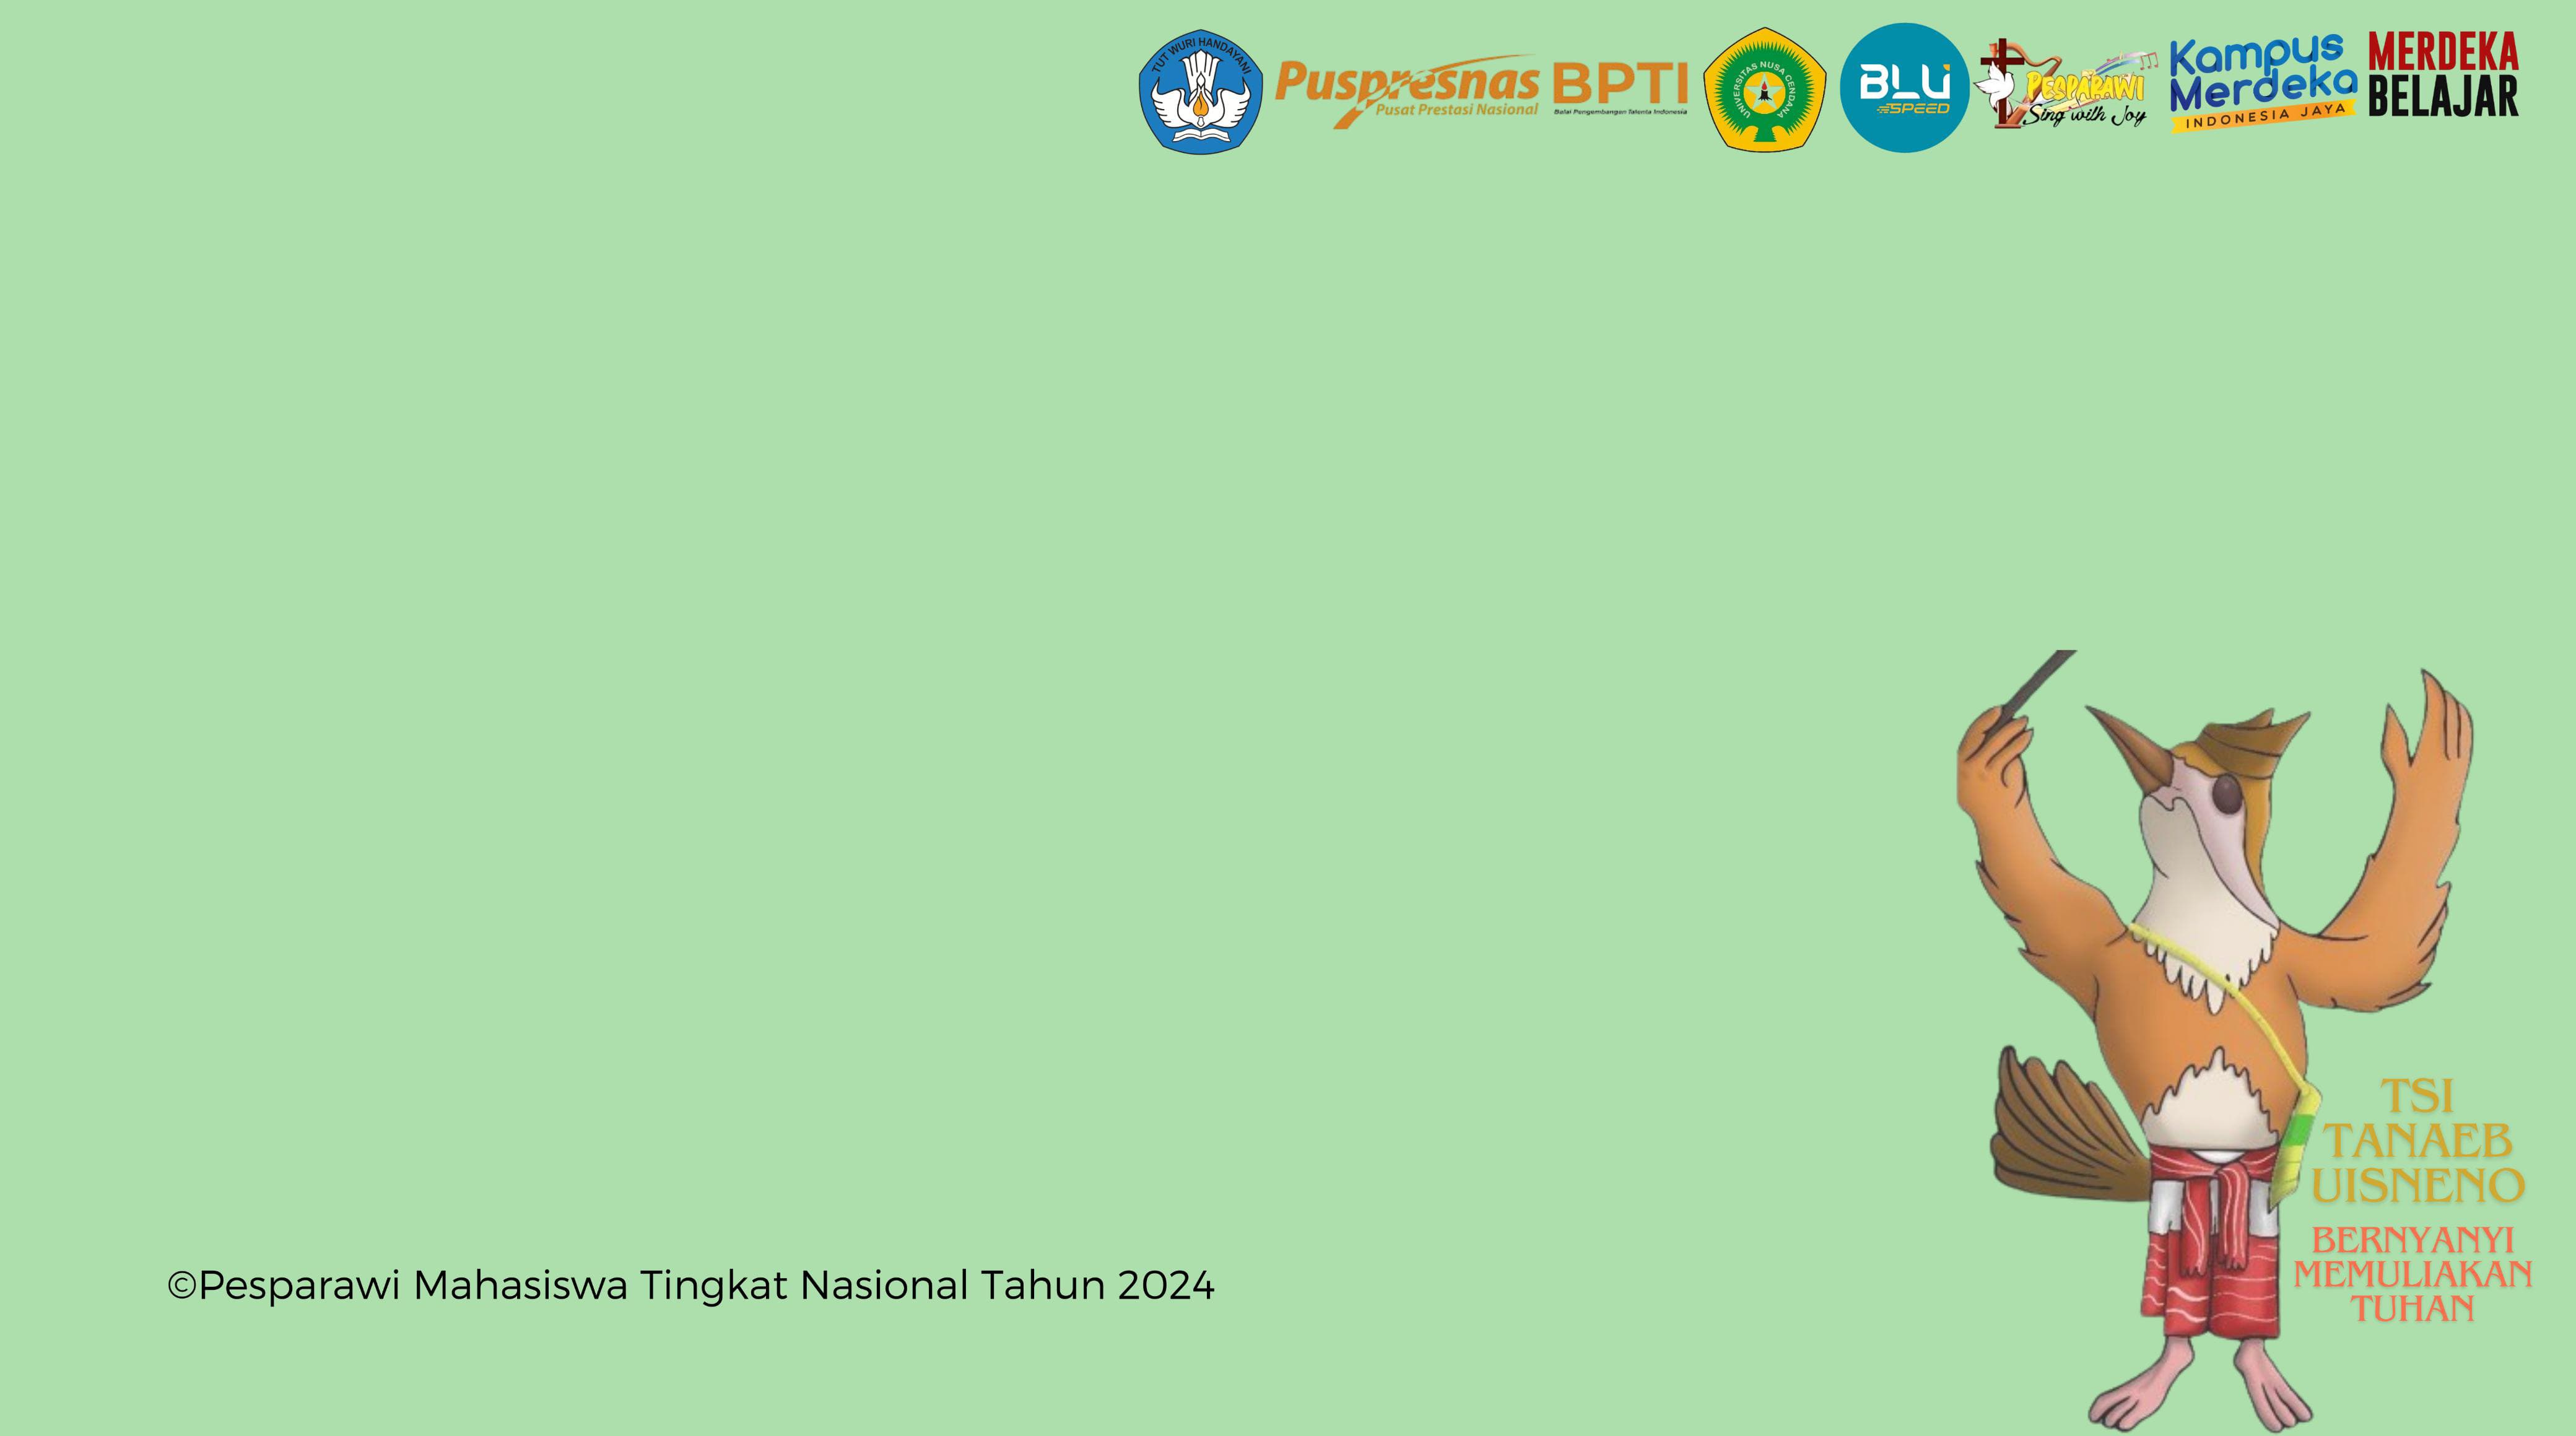 TUT WURI HANDAYANI
Puspresnas
Pusat Prestasi Nasional
BPTI
Balai Pengembangan Talenta Indonesia
UNIVERSITAS NUSA CENDANA
BLU
SPEED
PESPARAWI
Sing with Joy
Kampus
Merdeka
INDONESIA JAYA
MERDEKA
BELAJAR
TSI
TANAEB
UISNENO
BERNYANYI
MEMULIAKAN
TUHAN
©Pesparawi Mahasiswa Tingkat Nasional Tahun 2024